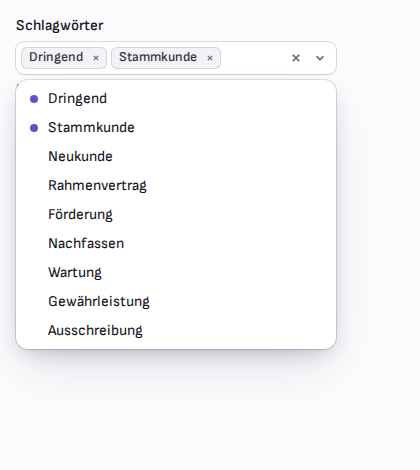 Schlagwörter
Dringend × Stammkunde ×
Dringend
Stammkunde
Neukunde
Rahmenvertrag
Förderung
Nachfassen
Wartung
Gewährleistung
Ausschreibung